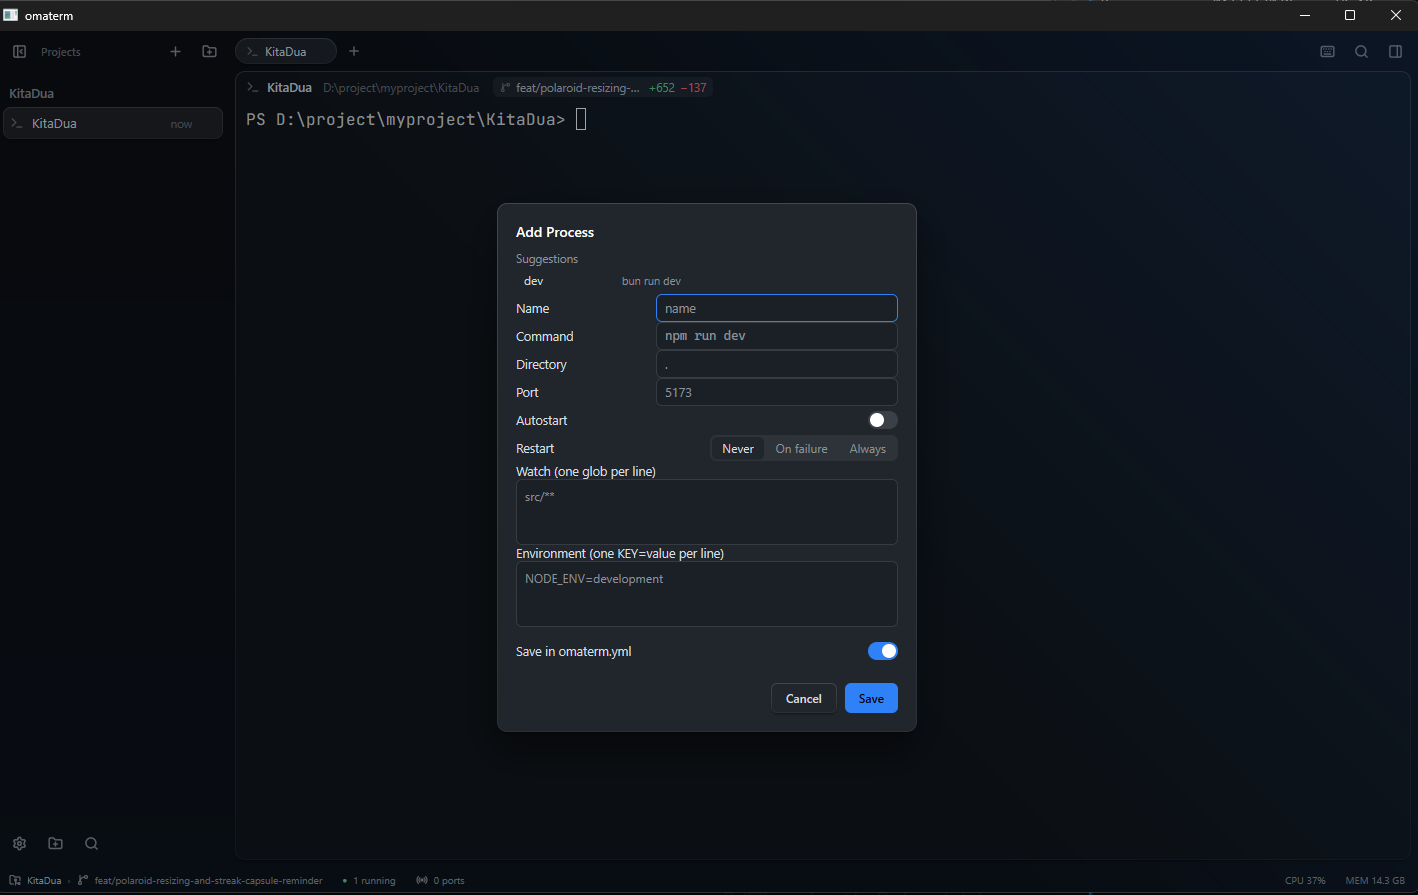 omaterm
Projects
KitaDua
KitaDua
KitaDua now
KitaDua D:\project\myproject\KitaDua feat/polaroid-resizing-... +652 −137
PS D:\project\myproject\KitaDua>
Add Process
Suggestions
dev bun run dev
Name name
Command npm run dev
Directory .
Port 5173
Autostart
Restart Never On failure Always
Watch (one glob per line)
src/**
Environment (one KEY=value per line)
NODE_ENV=development
Save in omaterm.yml
Cancel Save
KitaDua › feat/polaroid-resizing-and-streak-capsule-reminder 1 running 0 ports CPU 37% MEM 14.3 GB